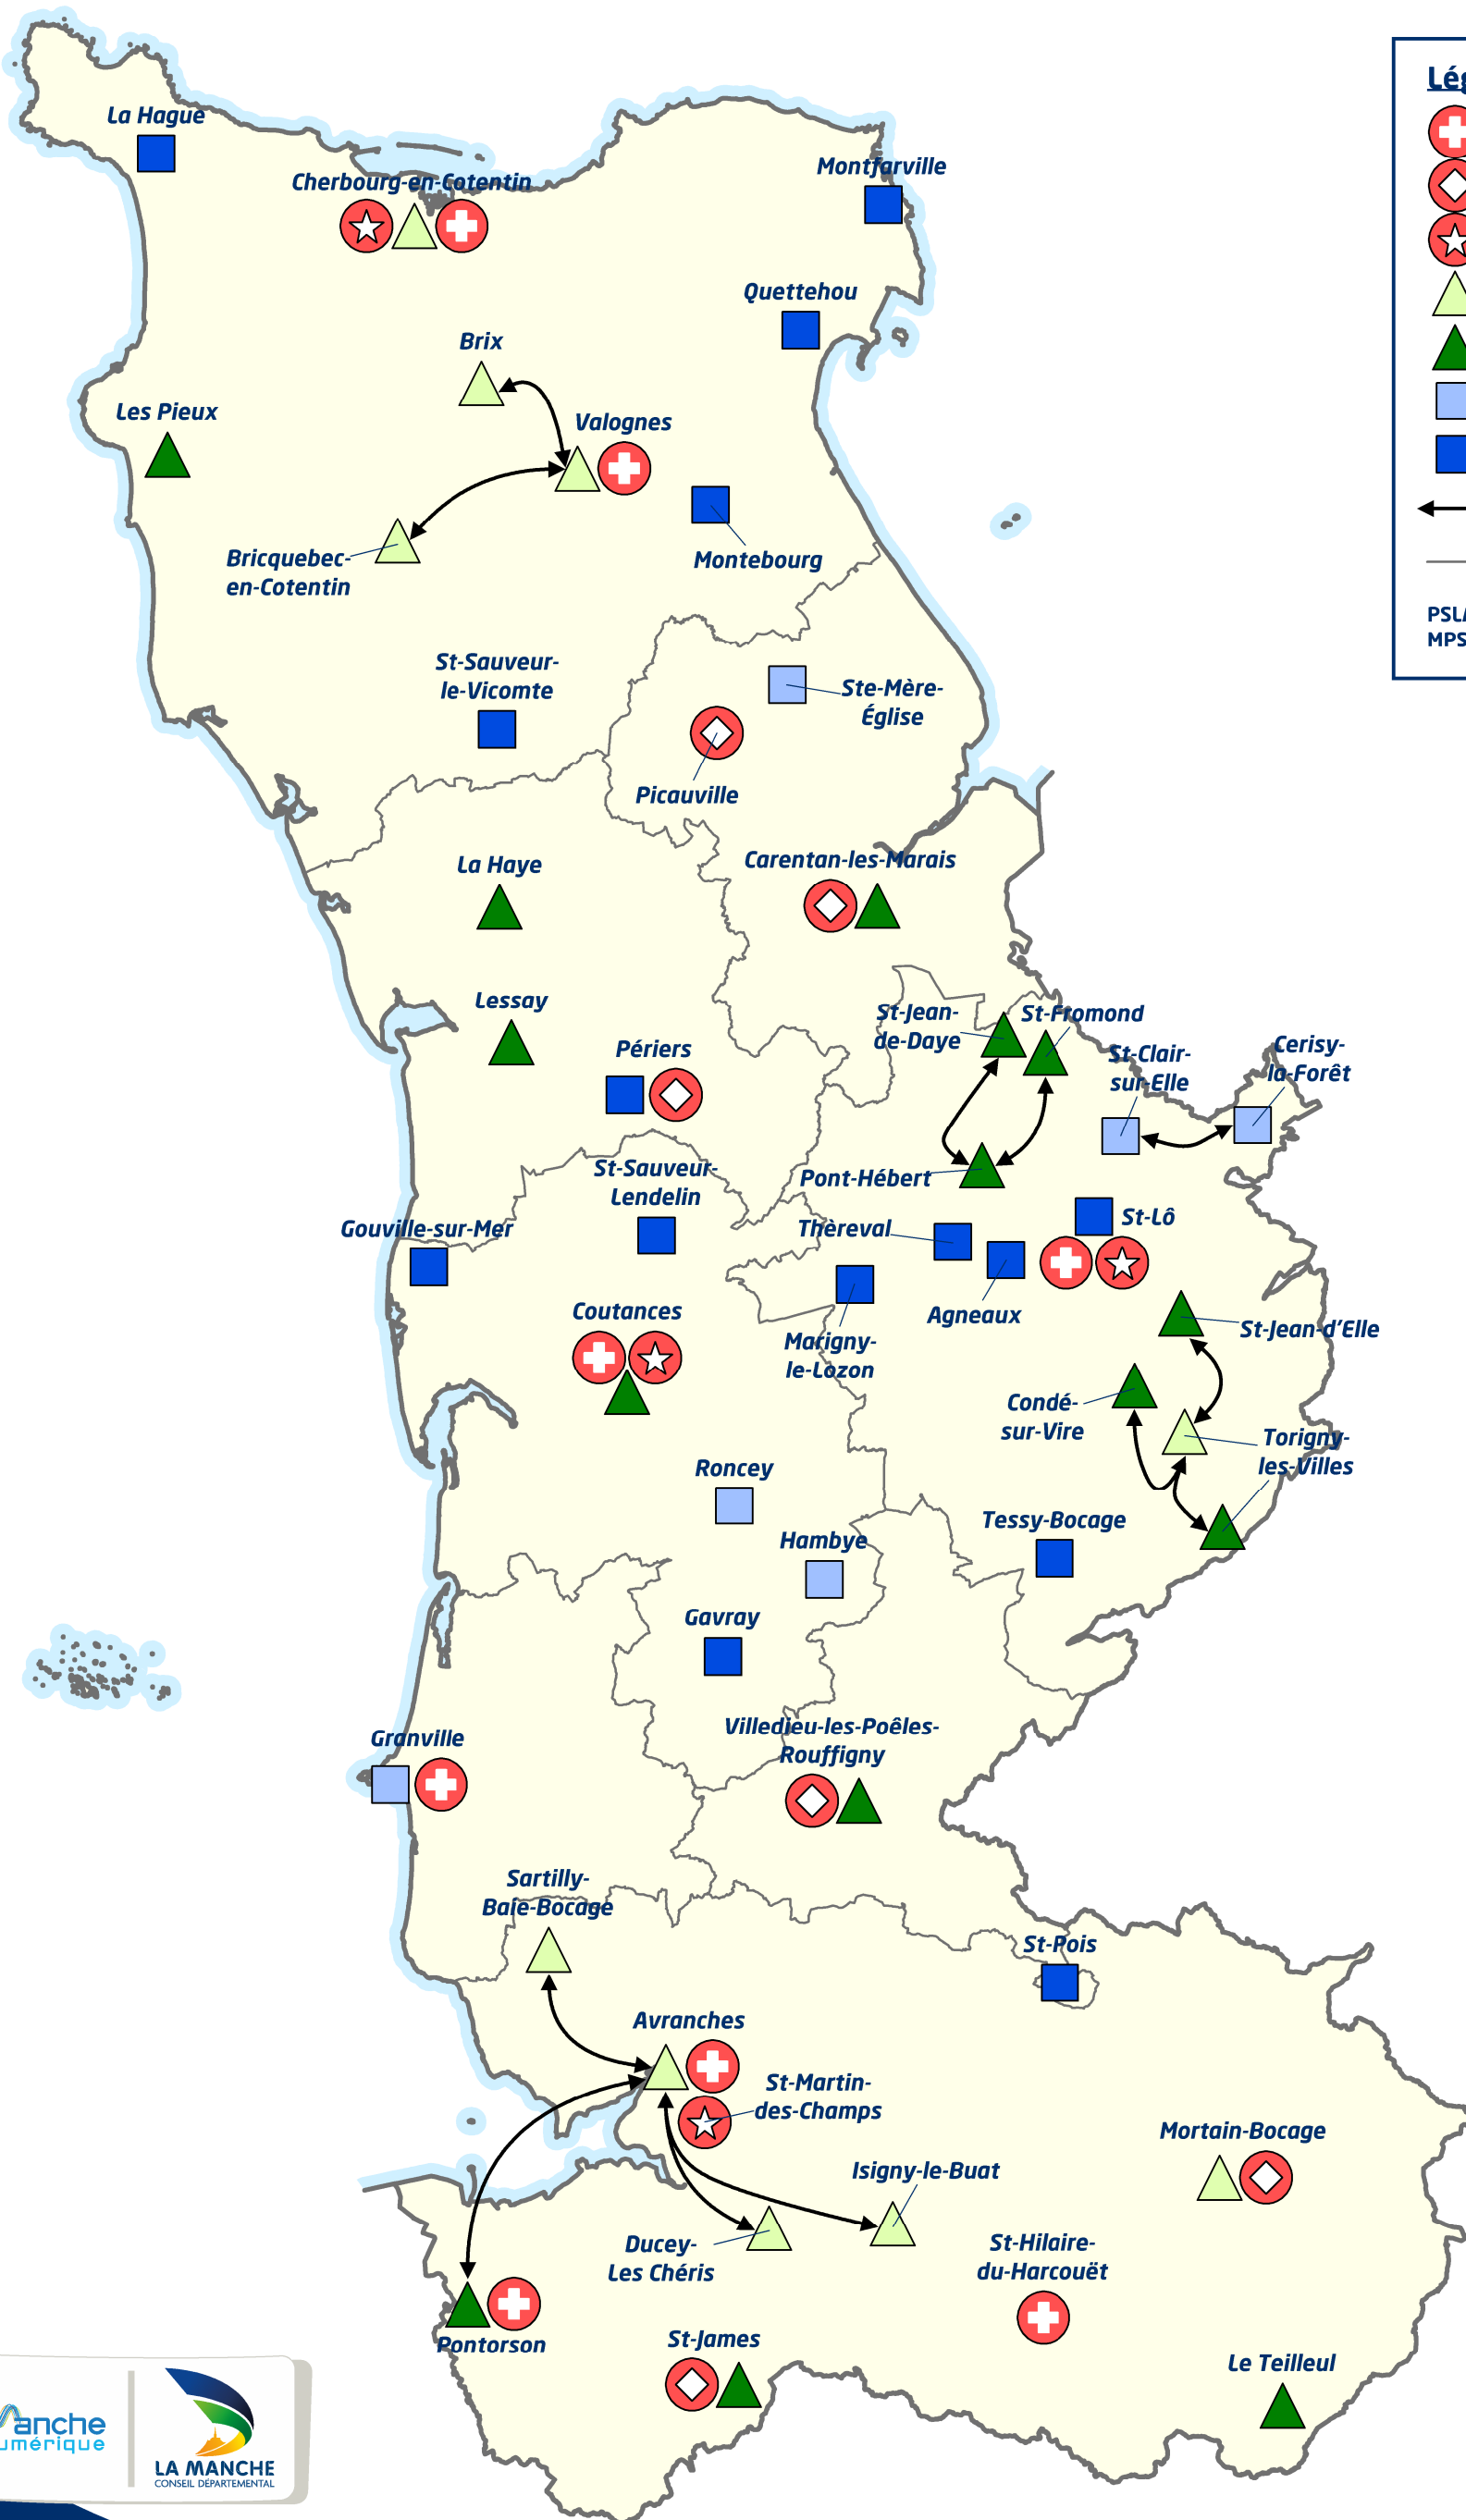 La Hague
Cherbourg-en-Cotentin
Montfarville
Quettehou
Brix
Les Pieux
Valognes
Bricquebec-
en-Cotentin
Montebourg
St-Sauveur-
le-Vicomte
Ste-Mère-
Église
Picauville
La Haye
Carentan-les-Marais
Lessay
St-Jean-
de-Daye
St-Fromond
Périers
St-Clair-
sur-Elle
Cerisy-
la-Forêt
St-Sauveur-
Lendelin
Pont-Hébert
Gouville-sur-Mer
Thèreval
St-Lô
Coutances
Agneaux
Marigny-
le-Lozon
St-Jean-d'Elle
Condé-
sur-Vire
Torigny-
les-Villes
Roncey
Hambye
Tessy-Bocage
Gavray
Granville
Villedieu-les-Poêles-
Rouffigny
Sartilly-
Baie-Bocage
St-Pois
Avranches
St-Martin-
des-Champs
Mortain-Bocage
Isigny-le-Buat
Ducey-
Les Chéris
St-Hilaire-
du-Harcouët
Pontorson
St-James
Le Teilleul
Lég
PSL
MPS
anche
umérique
LA MANCHE
CONSEIL DÉPARTEMENTAL